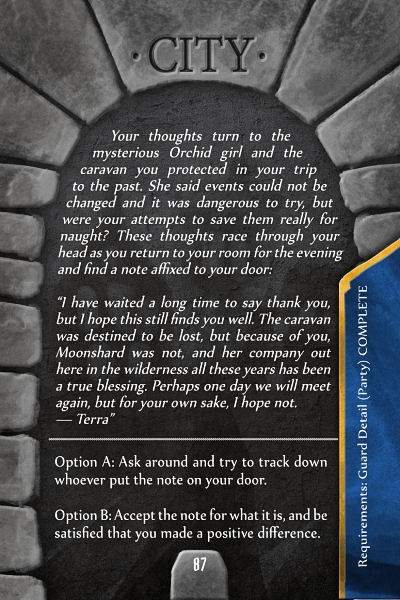 · CITY ·
Your thoughts turn to the
mysterious Orchid girl and the
caravan you protected in your trip
to the past. She said events could not be
changed and it was dangerous to try, but
were your attempts to save them really for
naught? These thoughts race through your
head as you return to your room for the evening
and find a note affixed to your door:
“I have waited a long time to say thank you,
but I hope this still finds you well. The caravan
was destined to be lost, but because of you,
Moonshard was not, and her company out
here in the wilderness all these years has been
a true blessing. Perhaps one day we will meet
again, but for your own sake, I hope not.
— Terra”
Option A: Ask around and try to track down
whoever put the note on your door.
Option B: Accept the note for what it is, and be
satisfied that you made a positive difference.
87
Requirements: Guard Detail (Party) COMPLETE